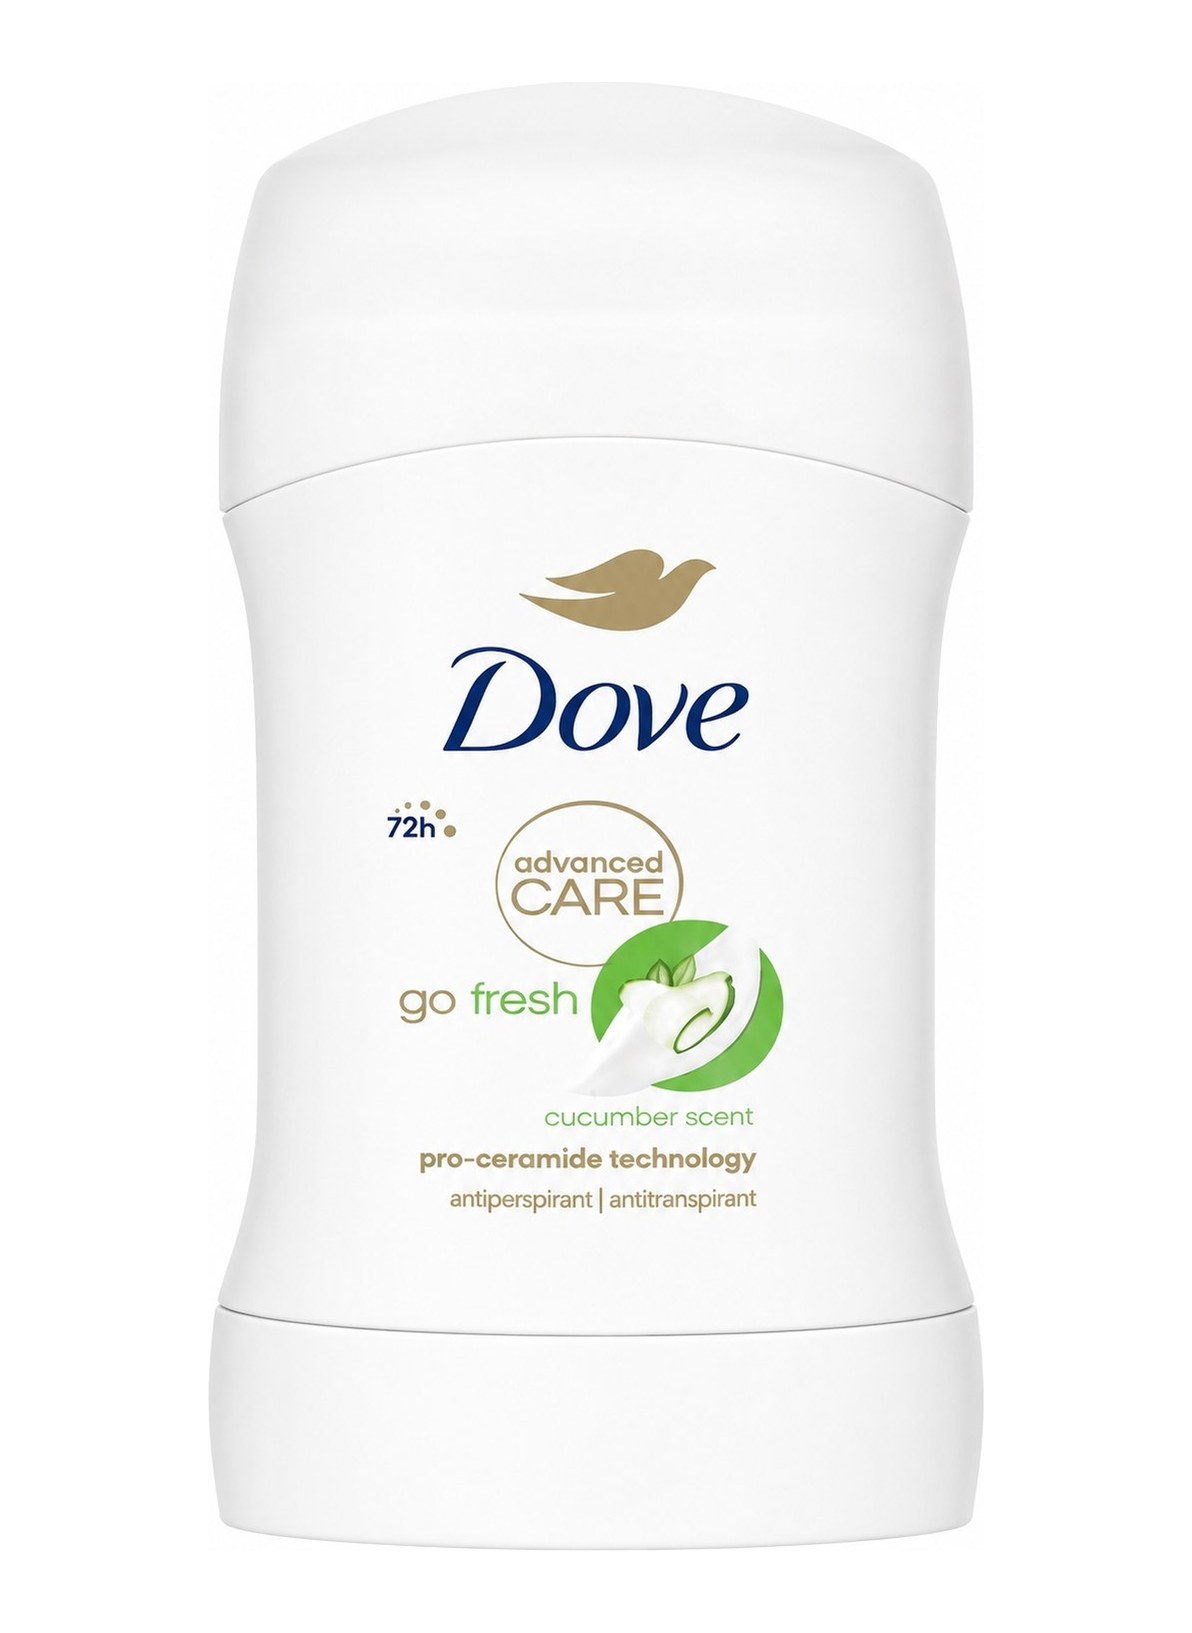 Dove
72h
advanced
CARE
go fresh
cucumber scent
pro-ceramide technology
antiperspirant | antitranspirant